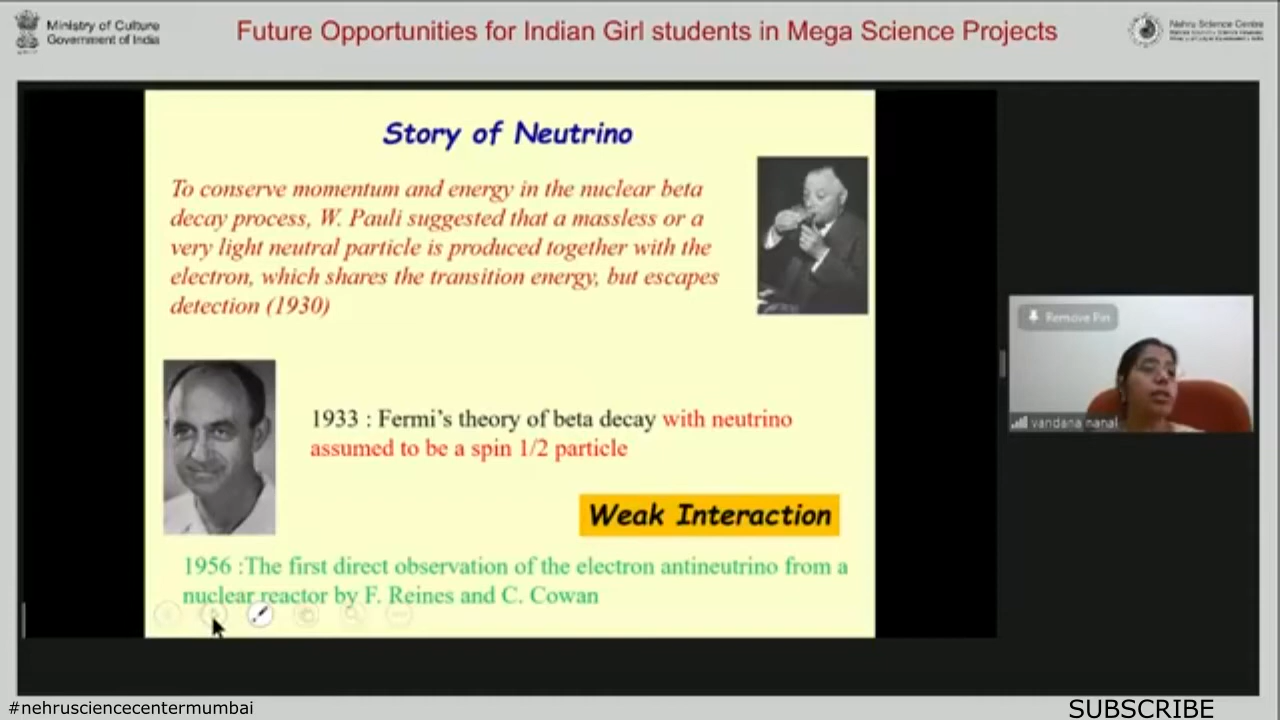 Ministry of Culture
Government of India
Future Opportunities for Indian Girl students in Mega Science Projects
Nehru Science Centre
Story of Neutrino
To conserve momentum and energy in the nuclear beta
decay process, W. Pauli suggested that a massless or a
very light neutral particle is produced together with the
electron, which shares the transition energy, but escapes
detection (1930)
Remove Pin
vandana nanal
1933 : Fermi’s theory of beta decay with neutrino
assumed to be a spin 1/2 particle
Weak Interaction
1956 :The first direct observation of the electron antineutrino from a
nuclear reactor by F. Reines and C. Cowan
#nehrusciencecentermumbai
SUBSCRIBE